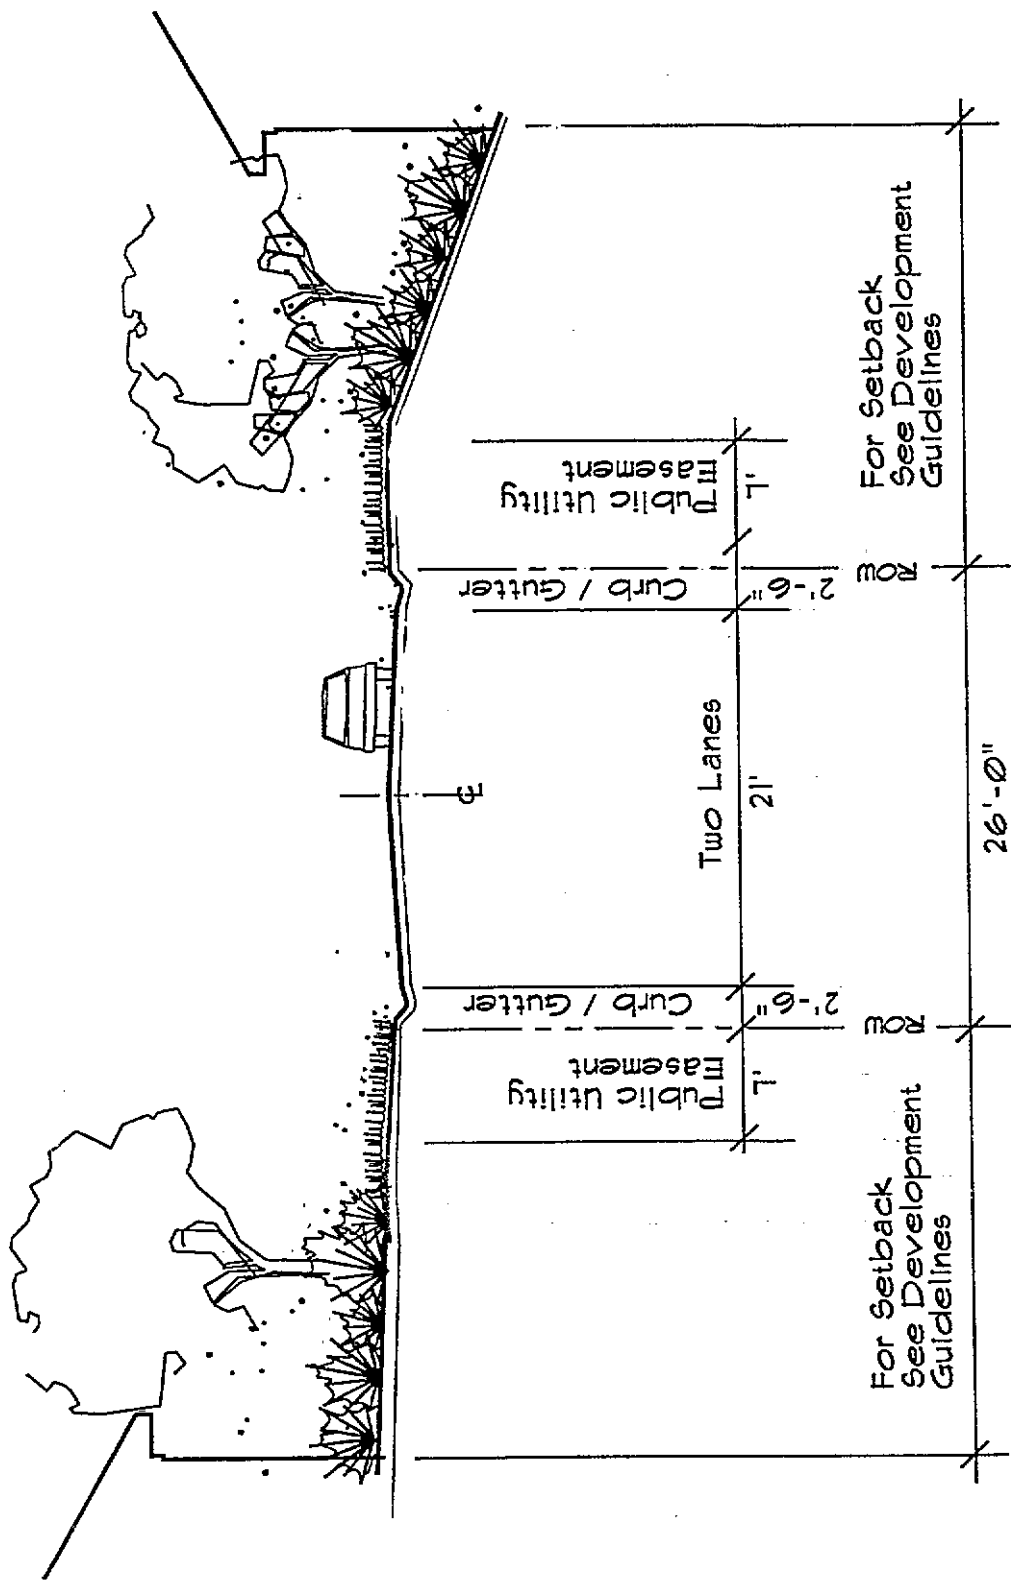 Public Utility
Easement
7'
Curb / Gutter
2'-6"
Two Lanes
21'
Curb / Gutter
2'-6"
Public Utility
Easement
7'
ROW
ROW
For Setback
See Development
Guidelines
26'-0"
For Setback
See Development
Guidelines